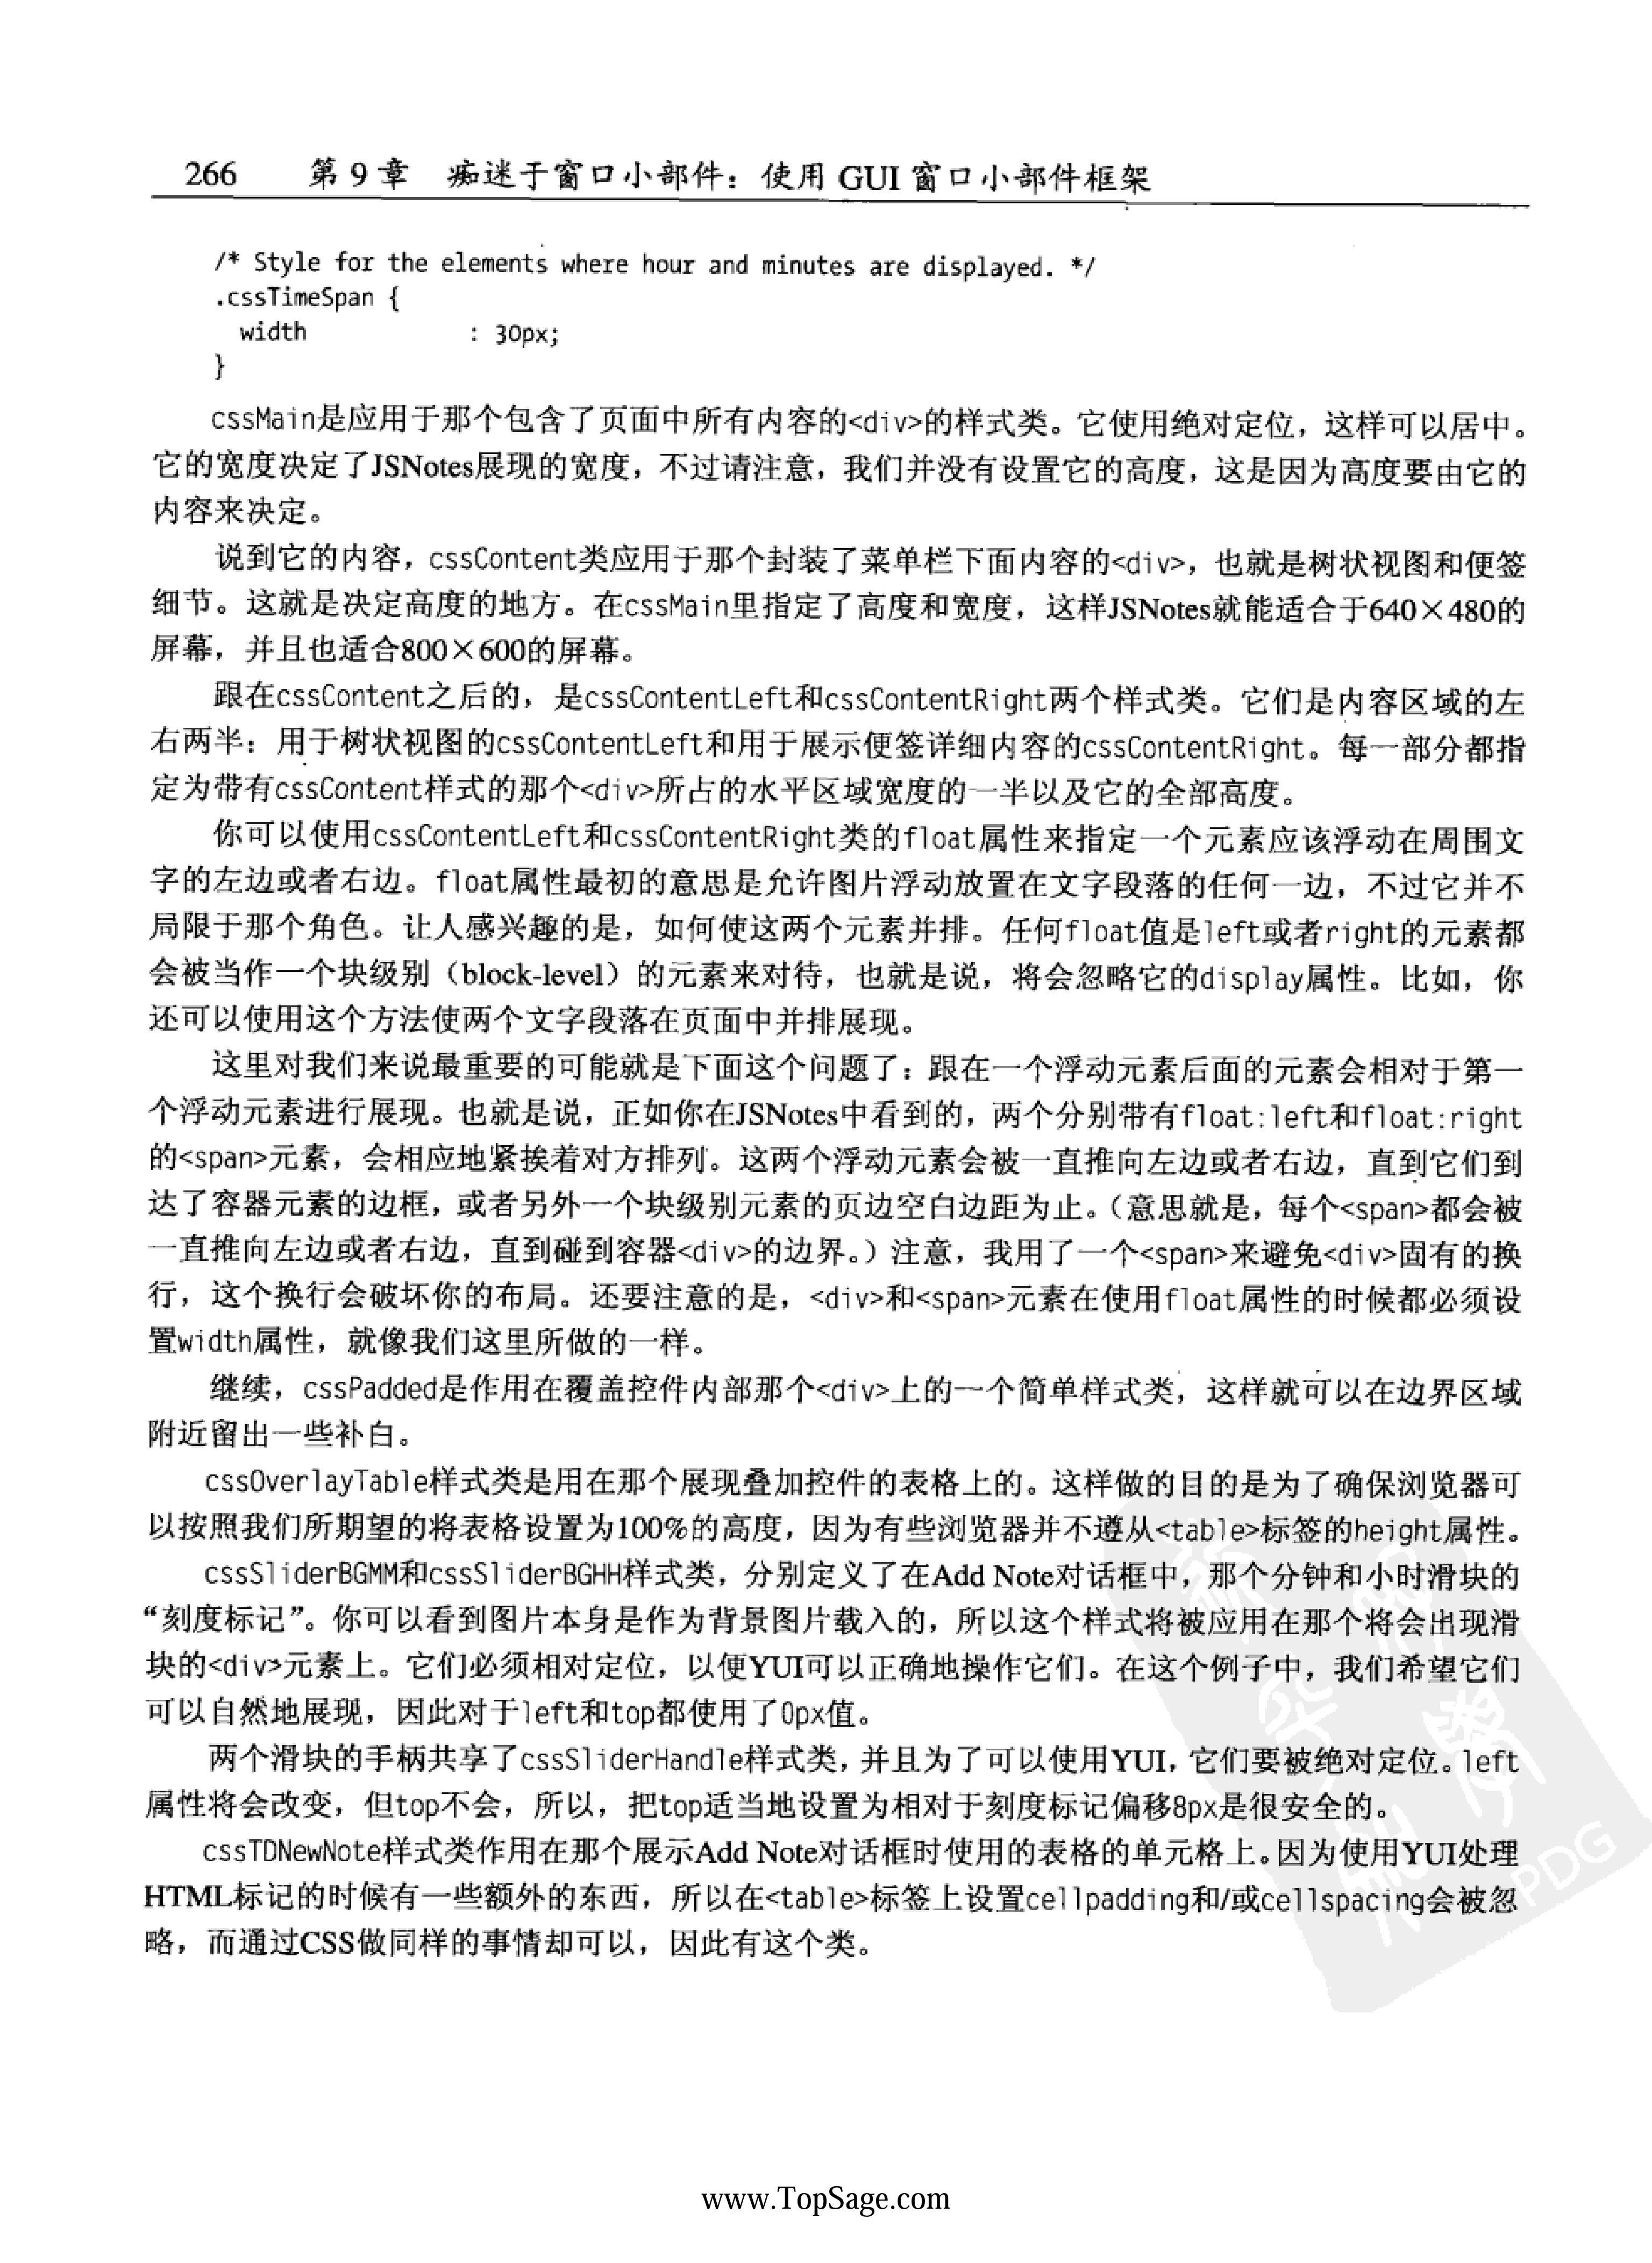 266 第9章 痴迷于窗口小部件：使用 GUI 窗口小部件框架
/* Style for the elements where hour and minutes are displayed. */
.cssTimeSpan {
  width : 30px;
}
cssMain是应用于那个包含了页面中所有内容的<div>的样式类。它使用绝对定位，这样可以居中。
它的宽度决定了JSNotes展现的宽度，不过请注意，我们并没有设置它的高度，这是因为高度要由它的
内容来决定。
说到它的内容，cssContent类应用于那个封装了菜单栏下面内容的<div>，也就是树状视图和便签
细节。这就是决定高度的地方。在cssMain里指定了高度和宽度，这样JSNotes就能适合于640×480的
屏幕，并且也适合800×600的屏幕。
跟在cssContent之后的，是cssContentLeft和cssContentRight两个样式类。它们是内容区域的左
右两半：用于树状视图的cssContentLeft和用于展示便签详细内容的cssContentRight。每一部分都指
定为带有cssContent样式的那个<div>所占的水平区域宽度的一半以及它的全部高度。
你可以使用cssContentLeft和cssContentRight类的float属性来指定一个元素应该浮动在周围文
字的左边或者右边。float属性最初的意思是允许图片浮动放置在文字段落的任何一边，不过它并不
局限于那个角色。让人感兴趣的是，如何使这两个元素并排。任何float值是left或者right的元素都
会被当作一个块级别（block-level）的元素来对待，也就是说，将会忽略它的display属性。比如，你
还可以使用这个方法使两个文字段落在页面中并排展现。
这里对我们来说最重要的可能就是下面这个问题了：跟在一个浮动元素后面的元素会相对于第一
个浮动元素进行展现。也就是说，正如你在JSNotes中看到的，两个分别带有float:left和float:right
的<span>元素，会相应地紧挨着对方排列。这两个浮动元素会被一直推向左边或者右边，直到它们到
达了容器元素的边框，或者另外一个块级别元素的页边空白边距为止。（意思就是，每个<span>都会被
一直推向左边或者右边，直到碰到容器<div>的边界。）注意，我用了一个<span>来避免<div>固有的换
行，这个换行会破坏你的布局。还要注意的是，<div>和<span>元素在使用float属性的时候都必须设
置width属性，就像我们这里所做的一样。
继续，cssPadded是作用在覆盖控件内部那个<div>上的一个简单样式类，这样就可以在边界区域
附近留出一些补白。
cssOverlayTable样式类是用在那个展现叠加控件的表格上的。这样做的目的是为了确保浏览器可
以按照我们所期望的将表格设置为100%的高度，因为有些浏览器并不遵从<table>标签的height属性。
cssSliderBGMM和cssSliderBGHH样式类，分别定义了在Add Note对话框中，那个分钟和小时滑块的
“刻度标记”。你可以看到图片本身是作为背景图片载入的，所以这个样式将被应用在那个将会出现滑
块的<div>元素上。它们必须相对定位，以便YUI可以正确地操作它们。在这个例子中，我们希望它们
可以自然地展现，因此对于left和top都使用了0px值。
两个滑块的手柄共享了cssSliderHandle样式类，并且为了可以使用YUI，它们要被绝对定位。left
属性将会改变，但top不会，所以，把top适当地设置为相对于刻度标记偏移8px是很安全的。
cssTDNewNote样式类作用在那个展示Add Note对话框时使用的表格的单元格上。因为使用YUI处理
HTML标记的时候有一些额外的东西，所以在<table>标签上设置cellpadding和/或cellspacing会被忽
略，而通过CSS做同样的事情却可以，因此有这个类。
PDG
www.TopSage.com